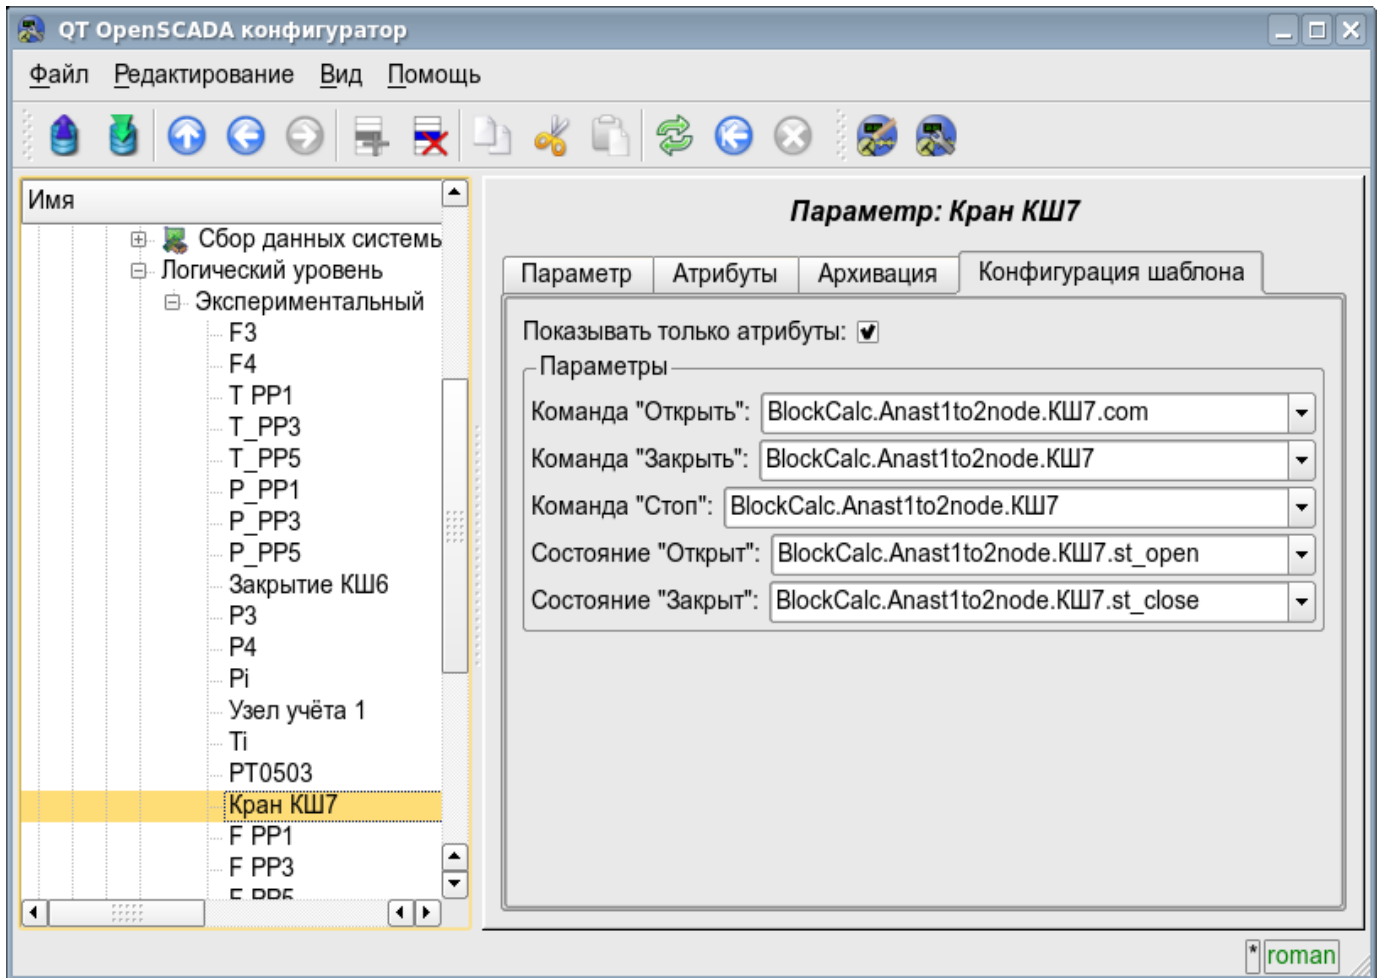 QT OpenSCADA конфигуратор
Файл Редактирование Вид Помощь
Имя
Сбор данных системы
Логический уровень
Экспериментальный
F3
F4
T PP1
T_PP3
T_PP5
P_PP1
P_PP3
P_PP5
Закрытие КШ6
P3
P4
Pi
Узел учёта 1
Ti
PT0503
Кран КШ7
F PP1
F PP3
F PP5
Параметр: Кран КШ7
Параметр Атрибуты Архивация Конфигурация шаблона
Показывать только атрибуты:
Параметры
Команда "Открыть": BlockCalc.Anast1to2node.КШ7.com
Команда "Закрыть": BlockCalc.Anast1to2node.КШ7
Команда "Стоп": BlockCalc.Anast1to2node.КШ7
Состояние "Открыт": BlockCalc.Anast1to2node.КШ7.st_open
Состояние "Закрыт": BlockCalc.Anast1to2node.КШ7.st_close
* roman